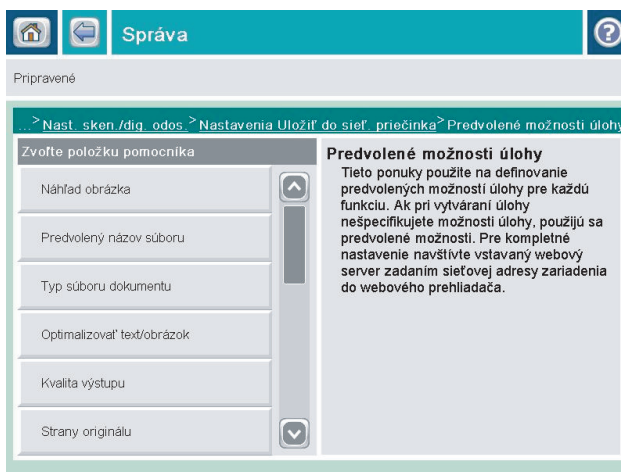 Správa
Pripravené
...>Nast. sken./dig. odos.>Nastavenia Uložiť do sieť. priečinka>Predvolené možnosti úlohy
Zvoľte položku pomocníka
Náhľad obrázka
Predvolený názov súboru
Typ súboru dokumentu
Optimalizovať text/obrázok
Kvalita výstupu
Strany originálu
Predvolené možnosti úlohy
Tieto ponuky použite na definovanie
predvolených možností úlohy pre každú
funkciu. Ak pri vytváraní úlohy
nešpecifikujete možnosti úlohy, použijú sa
predvolené možnosti. Pre kompletné
nastavenie navštívte vstavaný webový
server zadaním sieťovej adresy zariadenia
do webového prehliadača.